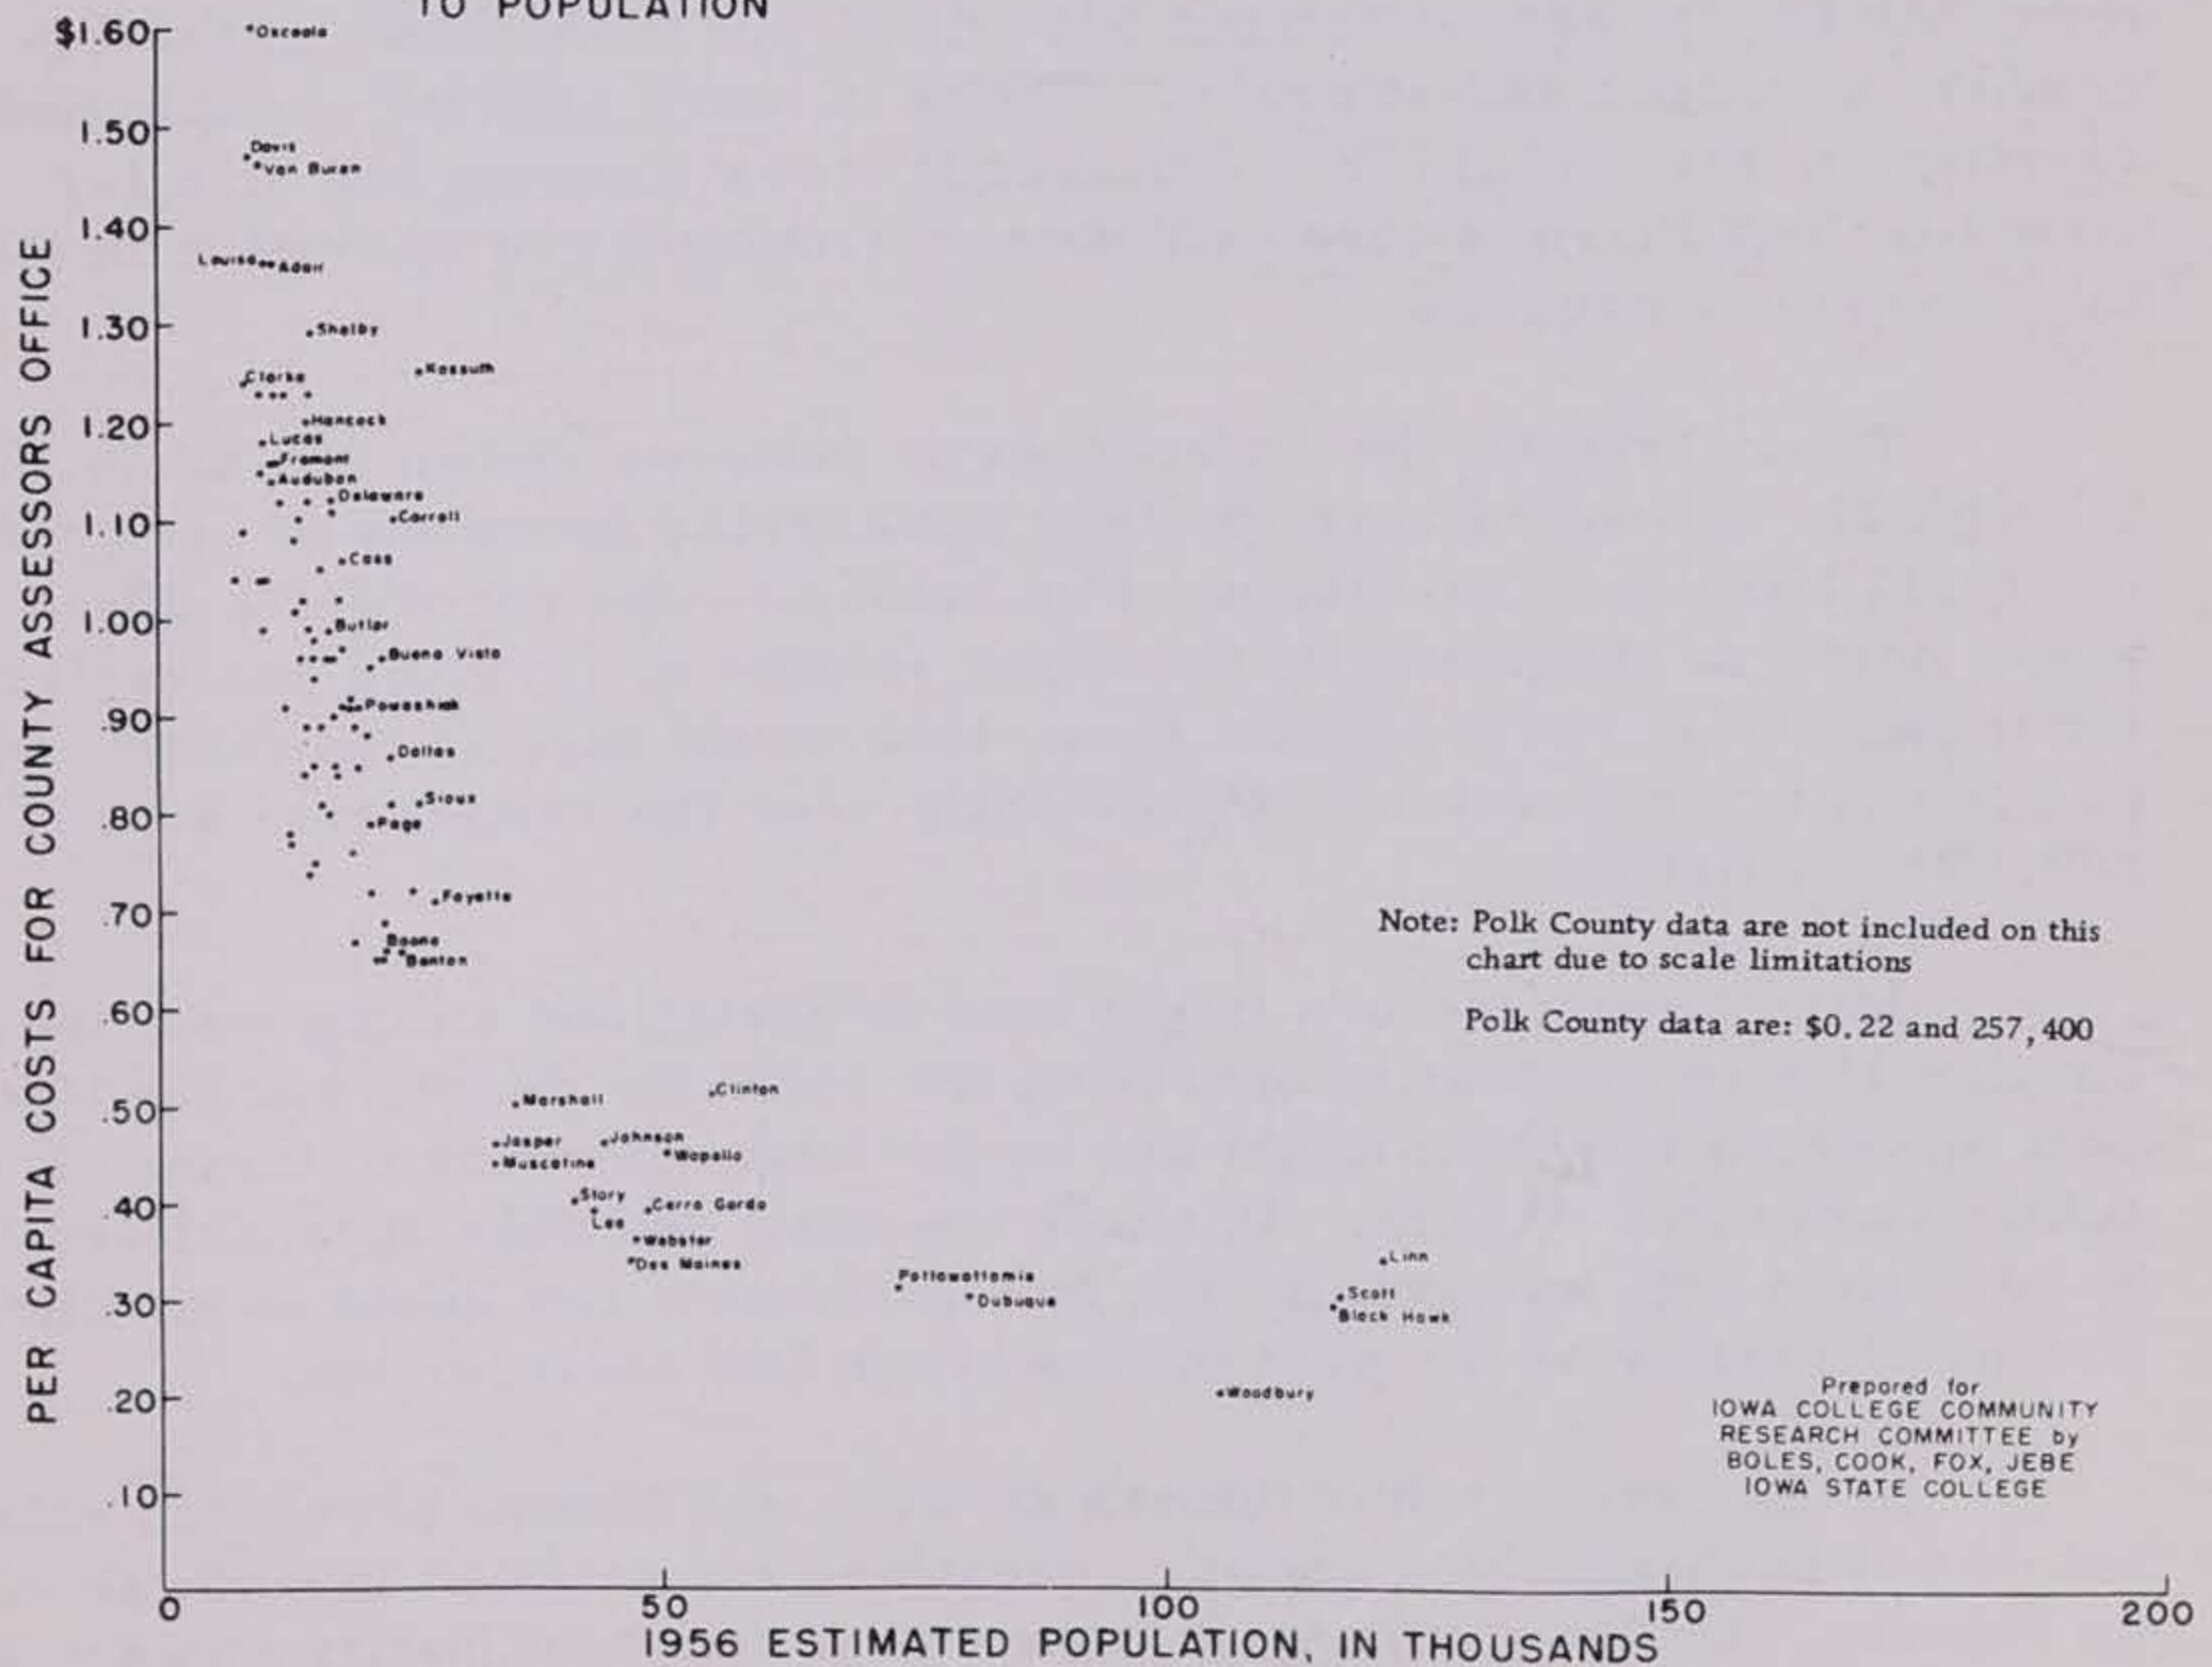 TO POPULATION
PER CAPITA COSTS FOR COUNTY ASSESSORS OFFICE
$1.60
1.50
1.40
1.30
1.20
1.10
1.00
.90
.80
.70
.60
.50
.40
.30
.20
.10
Osceola
Davis
Van Buren
Louisa
Adair
Shelby
Kossuth
Clarke
Hancock
Lucas
Fremont
Audubon
Delaware
Carroll
Cass
Butler
Buena Vista
Poweshiek
Dallas
Sioux
Page
Fayette
Boone
Benton
Note: Polk County data are not included on this
chart due to scale limitations
Polk County data are: $0.22 and 257,400
Marshall
Clinton
Jasper
Johnson
Wapello
Muscatine
Story
Cerro Gordo
Lee
Webster
Des Moines
Linn
Pottawattamie
Scott
Dubuque
Black Hawk
Woodbury
Prepared for
IOWA COLLEGE COMMUNITY
RESEARCH COMMITTEE by
BOLES, COOK, FOX, JEBE
IOWA STATE COLLEGE
0 50 100 150 200
1956 ESTIMATED POPULATION, IN THOUSANDS